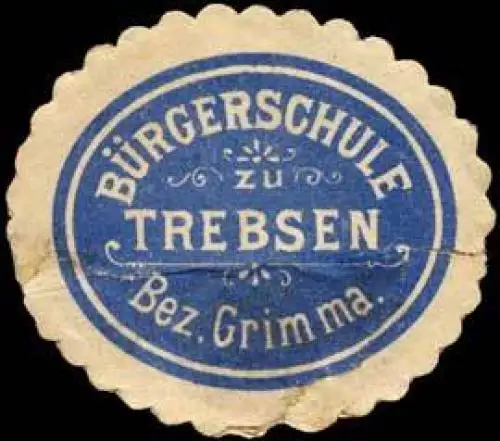 BÜRGERSCHULE
ZU
TREBSEN
Bez. Grimma.